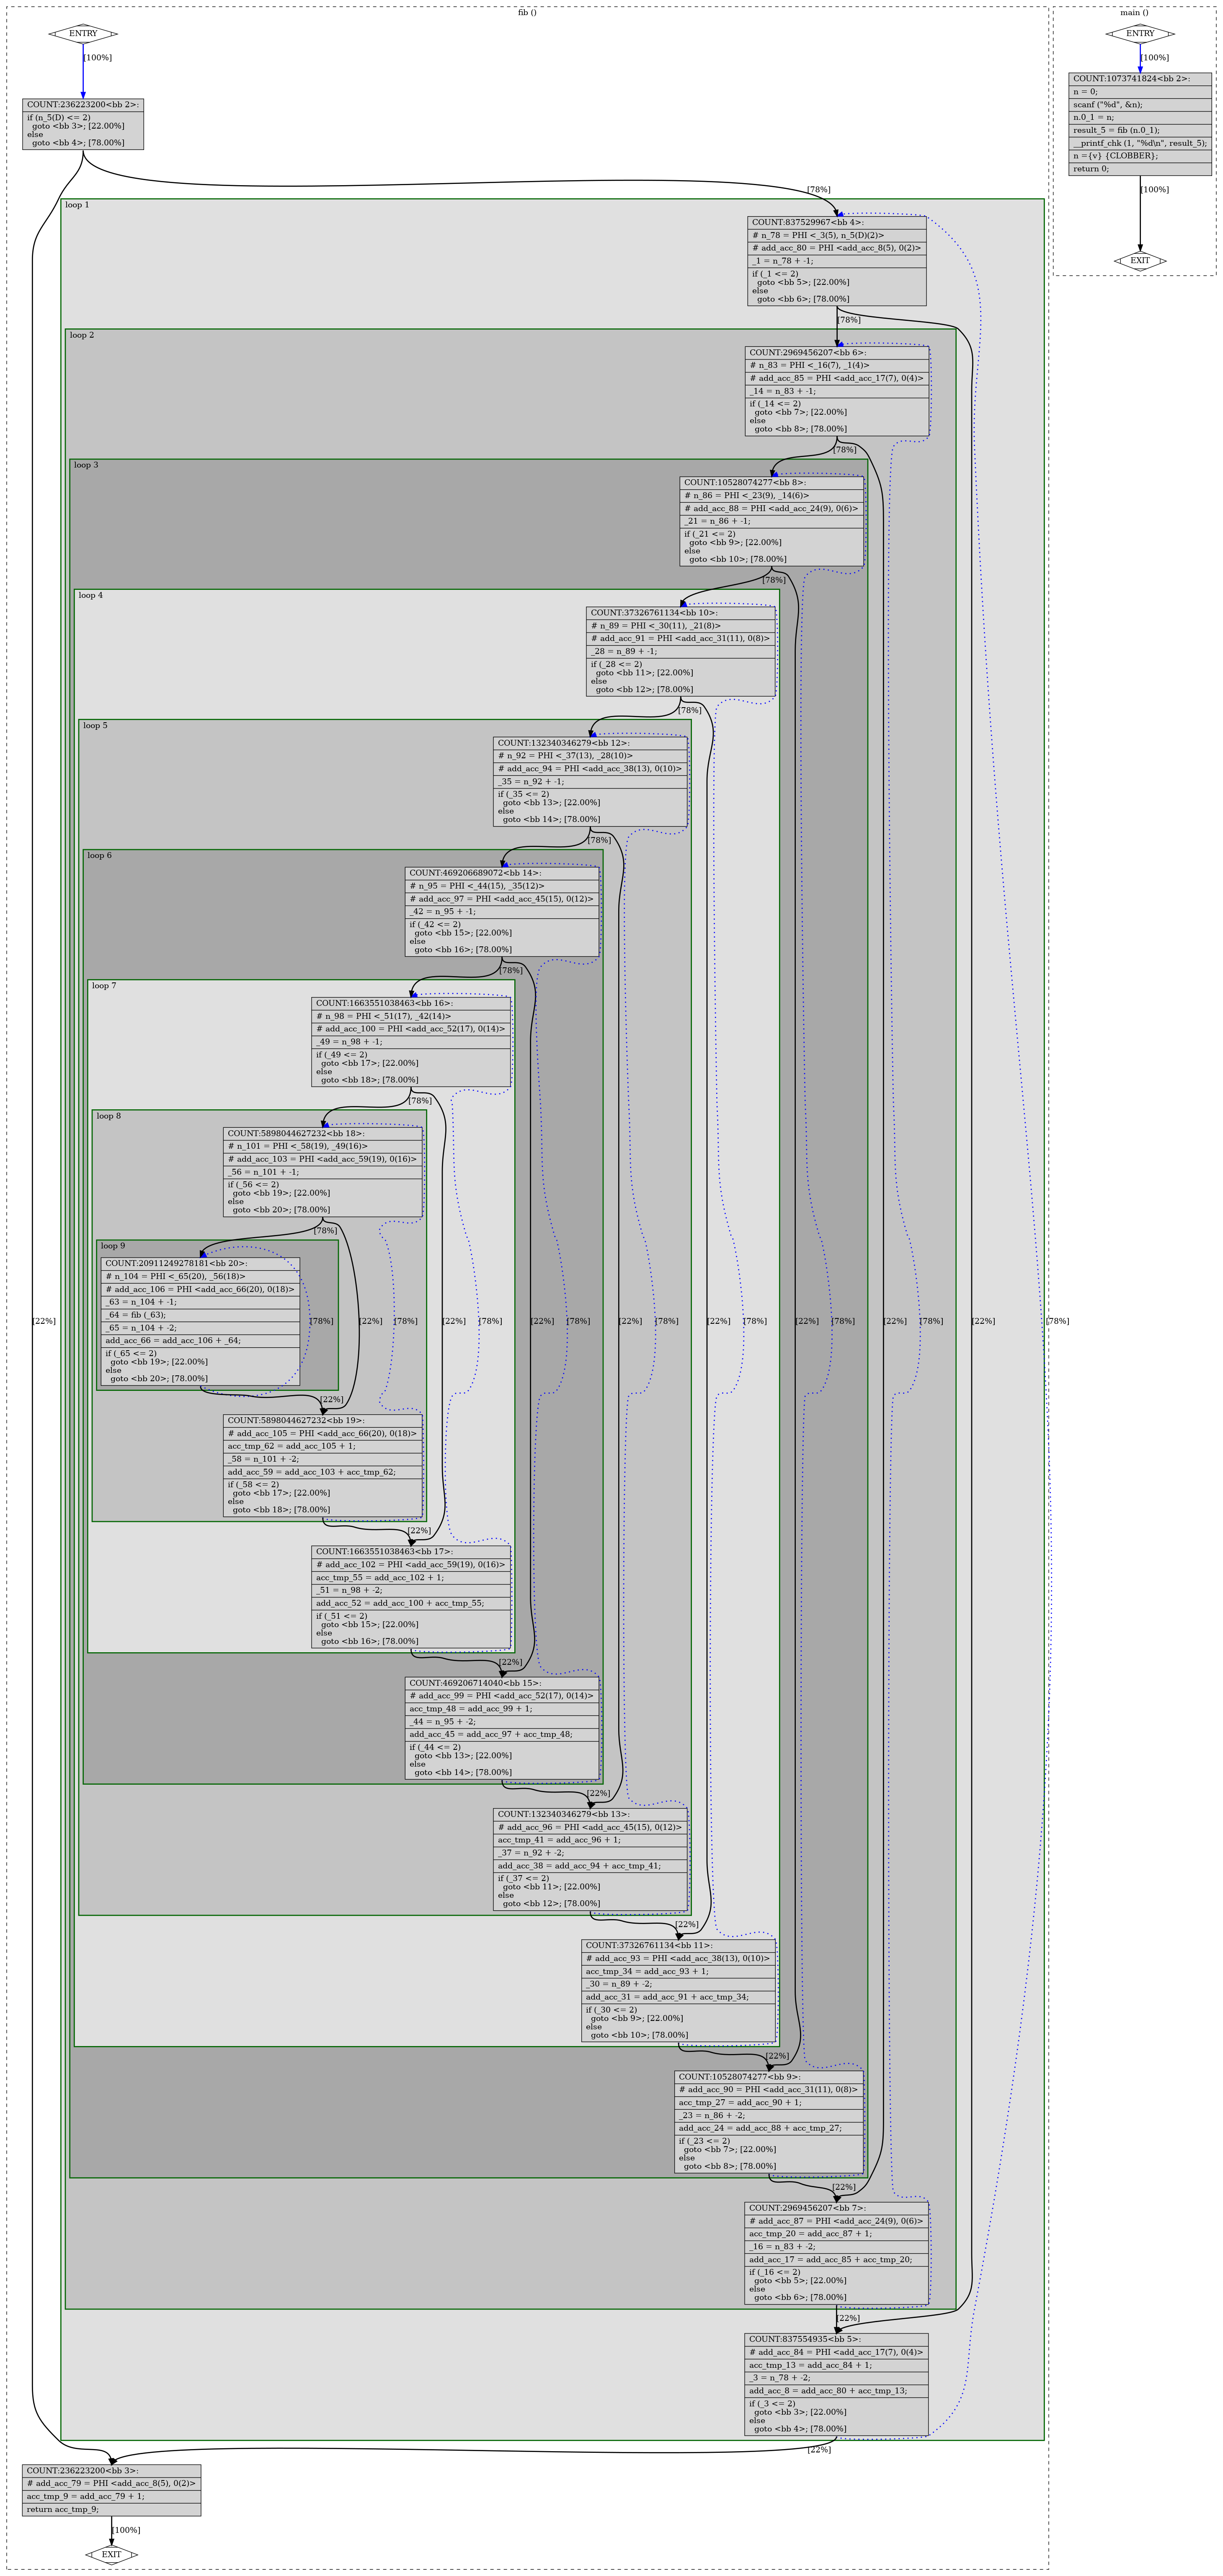 fib ()
ENTRY
[100%]
COUNT:236223200<bb 2>:
if (n_5(D) <= 2)
goto <bb 3>; [22.00%]
else
goto <bb 4>; [78.00%]
[78%]
loop 1
COUNT:837529967<bb 4>:
# n_78 = PHI <_3(5), n_5(D)(2)>
# add_acc_80 = PHI <add_acc_8(5), 0(2)>
_1 = n_78 + -1;
if (_1 <= 2)
goto <bb 5>; [22.00%]
else
goto <bb 6>; [78.00%]
[78%]
loop 2
COUNT:2969456207<bb 6>:
# n_83 = PHI <_16(7), _1(4)>
# add_acc_85 = PHI <add_acc_17(7), 0(4)>
_14 = n_83 + -1;
if (_14 <= 2)
goto <bb 7>; [22.00%]
else
goto <bb 8>; [78.00%]
[78%]
loop 3
COUNT:10528074277<bb 8>:
# n_86 = PHI <_23(9), _14(6)>
# add_acc_88 = PHI <add_acc_24(9), 0(6)>
_21 = n_86 + -1;
if (_21 <= 2)
goto <bb 9>; [22.00%]
else
goto <bb 10>; [78.00%]
[78%]
loop 4
COUNT:37326761134<bb 10>:
# n_89 = PHI <_30(11), _21(8)>
# add_acc_91 = PHI <add_acc_31(11), 0(8)>
_28 = n_89 + -1;
if (_28 <= 2)
goto <bb 11>; [22.00%]
else
goto <bb 12>; [78.00%]
[78%]
loop 5
COUNT:132340346279<bb 12>:
# n_92 = PHI <_37(13), _28(10)>
# add_acc_94 = PHI <add_acc_38(13), 0(10)>
_35 = n_92 + -1;
if (_35 <= 2)
goto <bb 13>; [22.00%]
else
goto <bb 14>; [78.00%]
[78%]
loop 6
COUNT:469206689072<bb 14>:
# n_95 = PHI <_44(15), _35(12)>
# add_acc_97 = PHI <add_acc_45(15), 0(12)>
_42 = n_95 + -1;
if (_42 <= 2)
goto <bb 15>; [22.00%]
else
goto <bb 16>; [78.00%]
[78%]
loop 7
COUNT:1663551038463<bb 16>:
# n_98 = PHI <_51(17), _42(14)>
# add_acc_100 = PHI <add_acc_52(17), 0(14)>
_49 = n_98 + -1;
if (_49 <= 2)
goto <bb 17>; [22.00%]
else
goto <bb 18>; [78.00%]
[78%]
loop 8
COUNT:5898044627232<bb 18>:
# n_101 = PHI <_58(19), _49(16)>
# add_acc_103 = PHI <add_acc_59(19), 0(16)>
_56 = n_101 + -1;
if (_56 <= 2)
goto <bb 19>; [22.00%]
else
goto <bb 20>; [78.00%]
[78%]
loop 9
COUNT:20911249278181<bb 20>:
# n_104 = PHI <_65(20), _56(18)>
# add_acc_106 = PHI <add_acc_66(20), 0(18)>
_63 = n_104 + -1;
_64 = fib (_63);
_65 = n_104 + -2;
add_acc_66 = add_acc_106 + _64;
if (_65 <= 2)
goto <bb 19>; [22.00%]
else
goto <bb 20>; [78.00%]
[22%] [78%] [22%] [78%] [22%] [78%] [22%] [78%] [22%] [78%] [22%] [78%] [22%] [78%] [22%] [78%] [22%] [78%]
[22%]
COUNT:5898044627232<bb 19>:
# add_acc_105 = PHI <add_acc_66(20), 0(18)>
acc_tmp_62 = add_acc_105 + 1;
_58 = n_101 + -2;
add_acc_59 = add_acc_103 + acc_tmp_62;
if (_58 <= 2)
goto <bb 17>; [22.00%]
else
goto <bb 18>; [78.00%]
[22%]
COUNT:1663551038463<bb 17>:
# add_acc_102 = PHI <add_acc_59(19), 0(16)>
acc_tmp_55 = add_acc_102 + 1;
_51 = n_98 + -2;
add_acc_52 = add_acc_100 + acc_tmp_55;
if (_51 <= 2)
goto <bb 15>; [22.00%]
else
goto <bb 16>; [78.00%]
[22%]
COUNT:469206714040<bb 15>:
# add_acc_99 = PHI <add_acc_52(17), 0(14)>
acc_tmp_48 = add_acc_99 + 1;
_44 = n_95 + -2;
add_acc_45 = add_acc_97 + acc_tmp_48;
if (_44 <= 2)
goto <bb 13>; [22.00%]
else
goto <bb 14>; [78.00%]
[22%]
COUNT:132340346279<bb 13>:
# add_acc_96 = PHI <add_acc_45(15), 0(12)>
acc_tmp_41 = add_acc_96 + 1;
_37 = n_92 + -2;
add_acc_38 = add_acc_94 + acc_tmp_41;
if (_37 <= 2)
goto <bb 11>; [22.00%]
else
goto <bb 12>; [78.00%]
[22%]
COUNT:37326761134<bb 11>:
# add_acc_93 = PHI <add_acc_38(13), 0(10)>
acc_tmp_34 = add_acc_93 + 1;
_30 = n_89 + -2;
add_acc_31 = add_acc_91 + acc_tmp_34;
if (_30 <= 2)
goto <bb 9>; [22.00%]
else
goto <bb 10>; [78.00%]
[22%]
COUNT:10528074277<bb 9>:
# add_acc_90 = PHI <add_acc_31(11), 0(8)>
acc_tmp_27 = add_acc_90 + 1;
_23 = n_86 + -2;
add_acc_24 = add_acc_88 + acc_tmp_27;
if (_23 <= 2)
goto <bb 7>; [22.00%]
else
goto <bb 8>; [78.00%]
[22%]
COUNT:2969456207<bb 7>:
# add_acc_87 = PHI <add_acc_24(9), 0(6)>
acc_tmp_20 = add_acc_87 + 1;
_16 = n_83 + -2;
add_acc_17 = add_acc_85 + acc_tmp_20;
if (_16 <= 2)
goto <bb 5>; [22.00%]
else
goto <bb 6>; [78.00%]
[22%]
COUNT:837554935<bb 5>:
# add_acc_84 = PHI <add_acc_17(7), 0(4)>
acc_tmp_13 = add_acc_84 + 1;
_3 = n_78 + -2;
add_acc_8 = add_acc_80 + acc_tmp_13;
if (_3 <= 2)
goto <bb 3>; [22.00%]
else
goto <bb 4>; [78.00%]
[22%]
COUNT:236223200<bb 3>:
# add_acc_79 = PHI <add_acc_8(5), 0(2)>
acc_tmp_9 = add_acc_79 + 1;
return acc_tmp_9;
[100%]
EXIT
main ()
ENTRY
[100%]
COUNT:1073741824<bb 2>:
n = 0;
scanf ("%d", &n);
n.0_1 = n;
result_5 = fib (n.0_1);
__printf_chk (1, "%d\n", result_5);
n ={v} {CLOBBER};
return 0;
[100%]
EXIT